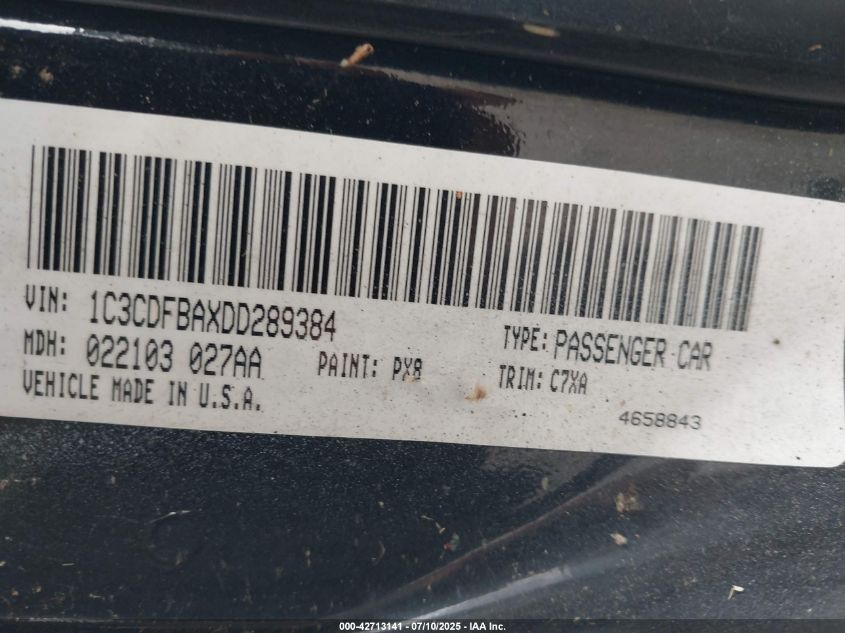 VIN: 1C3CDFBAXDD289384
TYPE: PASSENGER CAR
MDH: 022103 027AA
PAINT: PX8
TRIM: C7XA
VEHICLE MADE IN U.S.A.
4658843
000-42713141 - 07/10/2025 - IAA Inc.